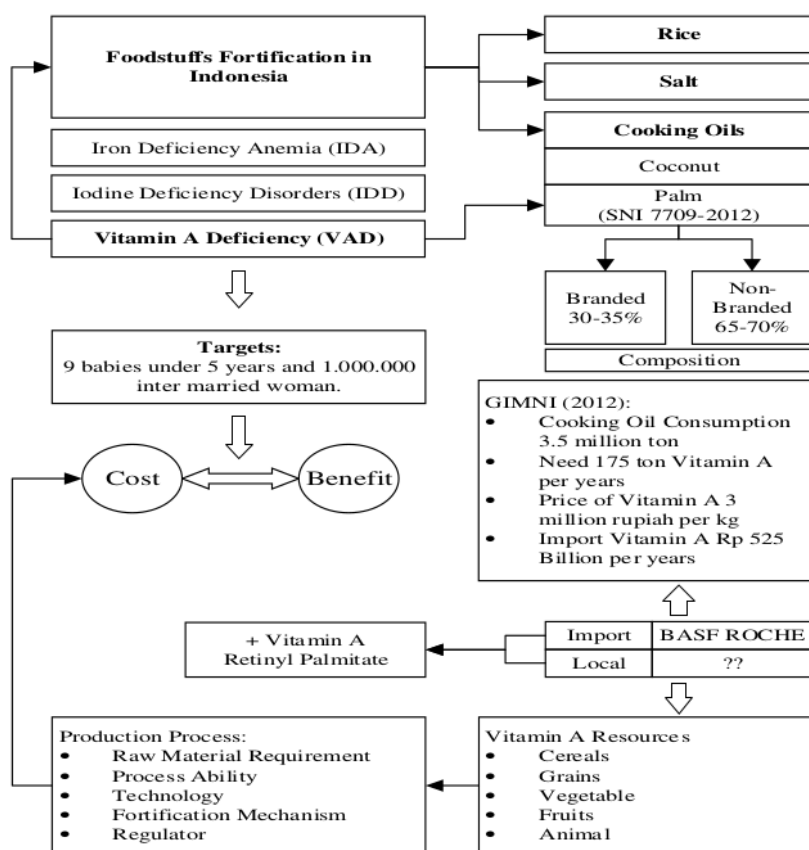 Foodstuffs Fortification in
Indonesia
Iron Deficiency Anemia (IDA)
Iodine Deficiency Disorders (IDD)
Vitamin A Deficiency (VAD)
Rice
Salt
Cooking Oils
Coconut
Palm
(SNI 7709-2012)
Branded
30-35%
Non-
Branded
65-70%
Composition
Targets:
9 babies under 5 years and 1.000.000
inter married woman.
Cost
Benefit
GIMNI (2012):
• Cooking Oil Consumption
3.5 million ton
• Need 175 ton Vitamin A
per years
• Price of Vitamin A 3
million rupiah per kg
• Import Vitamin A Rp 525
Billion per years
+ Vitamin A
Retinyl Palmitate
Import BASF ROCHE
Local ??
Production Process:
• Raw Material Requirement
• Process Ability
• Technology
• Fortification Mechanism
• Regulator
Vitamin A Resources
• Cereals
• Grains
• Vegetable
• Fruits
• Animal